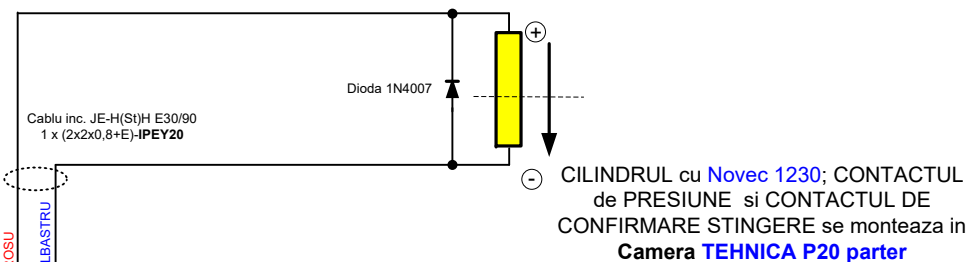 +
Dioda 1N4007
Cablu inc. JE-H(St)H E30/90
1 x (2x2x0,8+E)-IPEY20
-
CILINDRUL cu Novec 1230; CONTACTUL
de PRESIUNE si CONTACTUL DE
CONFIRMARE STINGERE se monteaza in
Camera TEHNICA P20 parter